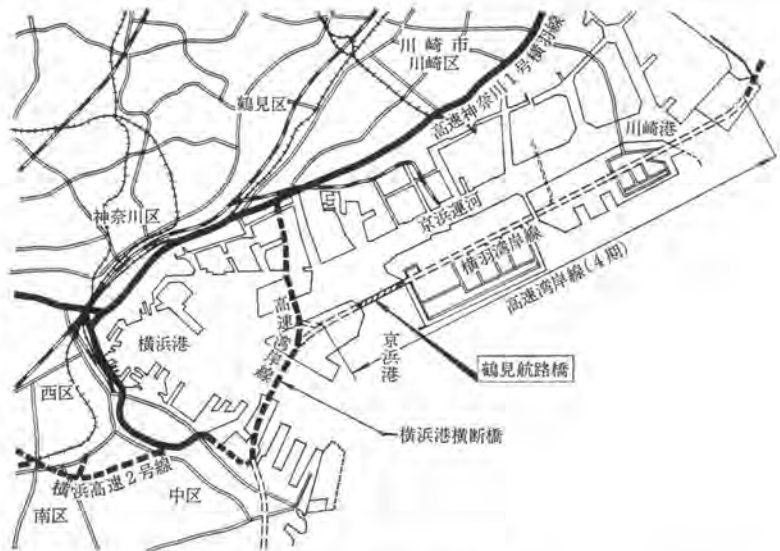 川崎市
川崎区
鶴見区
高速神奈川1号横羽線
川崎港
神奈川区
京浜運河
横羽湾岸線
高速湾岸線(4期)
高速湾岸線
横浜港
京浜港
鶴見航路橋
西区
横浜港横断橋
横浜高速2号線
中区
南区